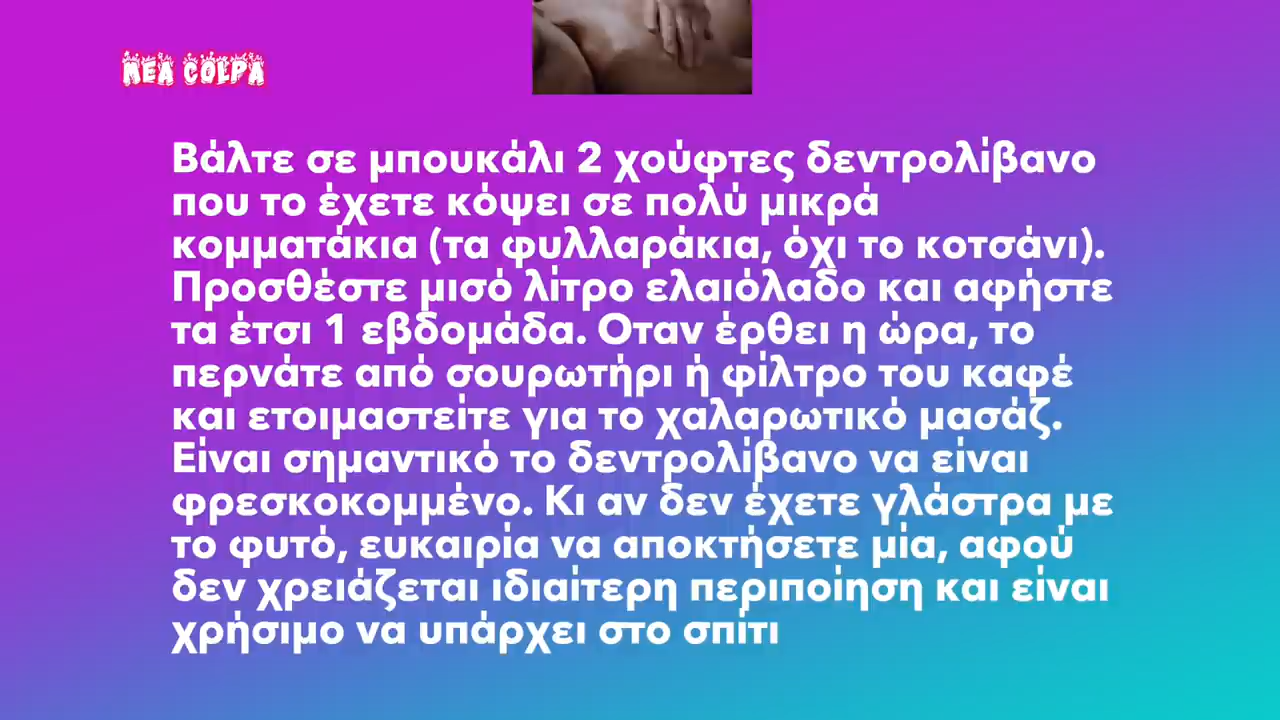 MEA COLPA
Βάλτε σε μπουκάλι 2 χούφτες δεντρολίβανο
που το έχετε κόψει σε πολύ μικρά
κομματάκια (τα φυλλαράκια, όχι το κοτσάνι).
Προσθέστε μισό λίτρο ελαιόλαδο και αφήστε
τα έτσι 1 εβδομάδα. Οταν έρθει η ώρα, το
περνάτε από σουρωτήρι ή φίλτρο του καφέ
και ετοιμαστείτε για το χαλαρωτικό μασάζ.
Είναι σημαντικό το δεντρολίβανο να είναι
φρεσκοκομμένο. Κι αν δεν έχετε γλάστρα με
το φυτό, ευκαιρία να αποκτήσετε μία, αφού
δεν χρειάζεται ιδιαίτερη περιποίηση και είναι
χρήσιμο να υπάρχει στο σπίτι